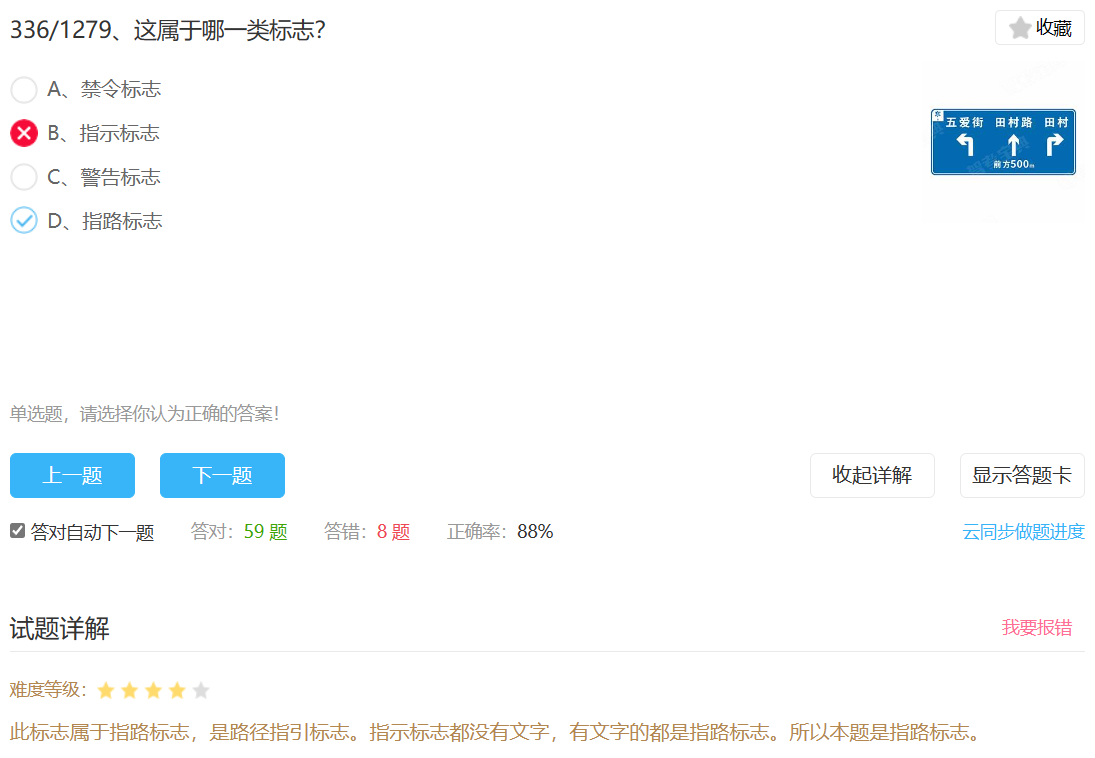 336/1279、这属于哪一类标志?
收藏
A、禁令标志
B、指示标志
C、警告标志
D、指路标志
五爱街 田村路 田村
前方500m
单选题，请选择你认为正确的答案!
上一题
下一题
收起详解
显示答题卡
答对自动下一题
答对：59 题
答错：8 题
正确率：88%
云同步做题进度
试题详解
我要报错
难度等级：
此标志属于指路标志，是路径指引标志。指示标志都没有文字，有文字的都是指路标志。所以本题是指路标志。